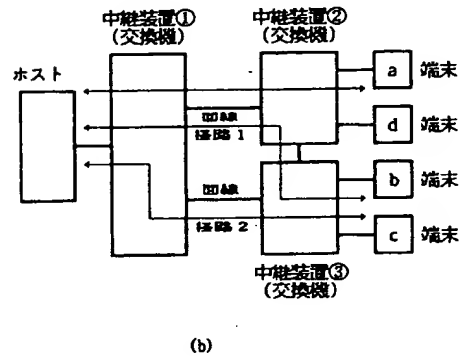 中継装置①
(交換機)
中継装置②
(交換機)
ホスト
a 端末
回線
経路1
d 端末
b 端末
回線
経路2
c 端末
中継装置③
(交換機)
(b)